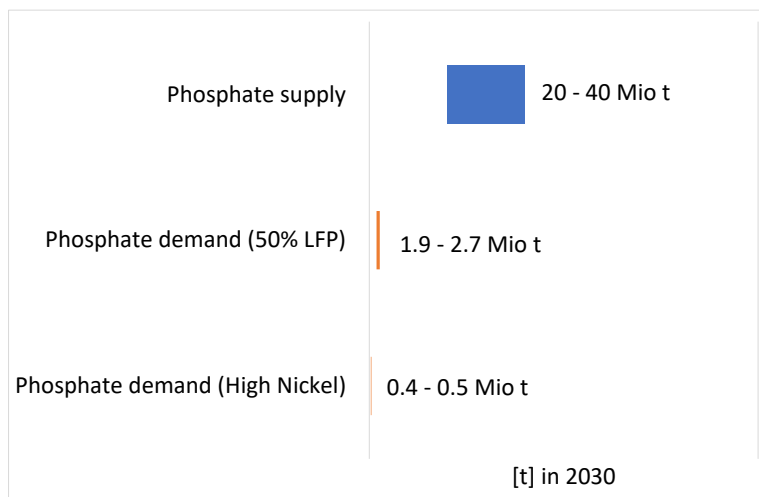 Phosphate supply
20 - 40 Mio t
Phosphate demand (50% LFP)
1.9 - 2.7 Mio t
Phosphate demand (High Nickel)
0.4 - 0.5 Mio t
[t] in 2030